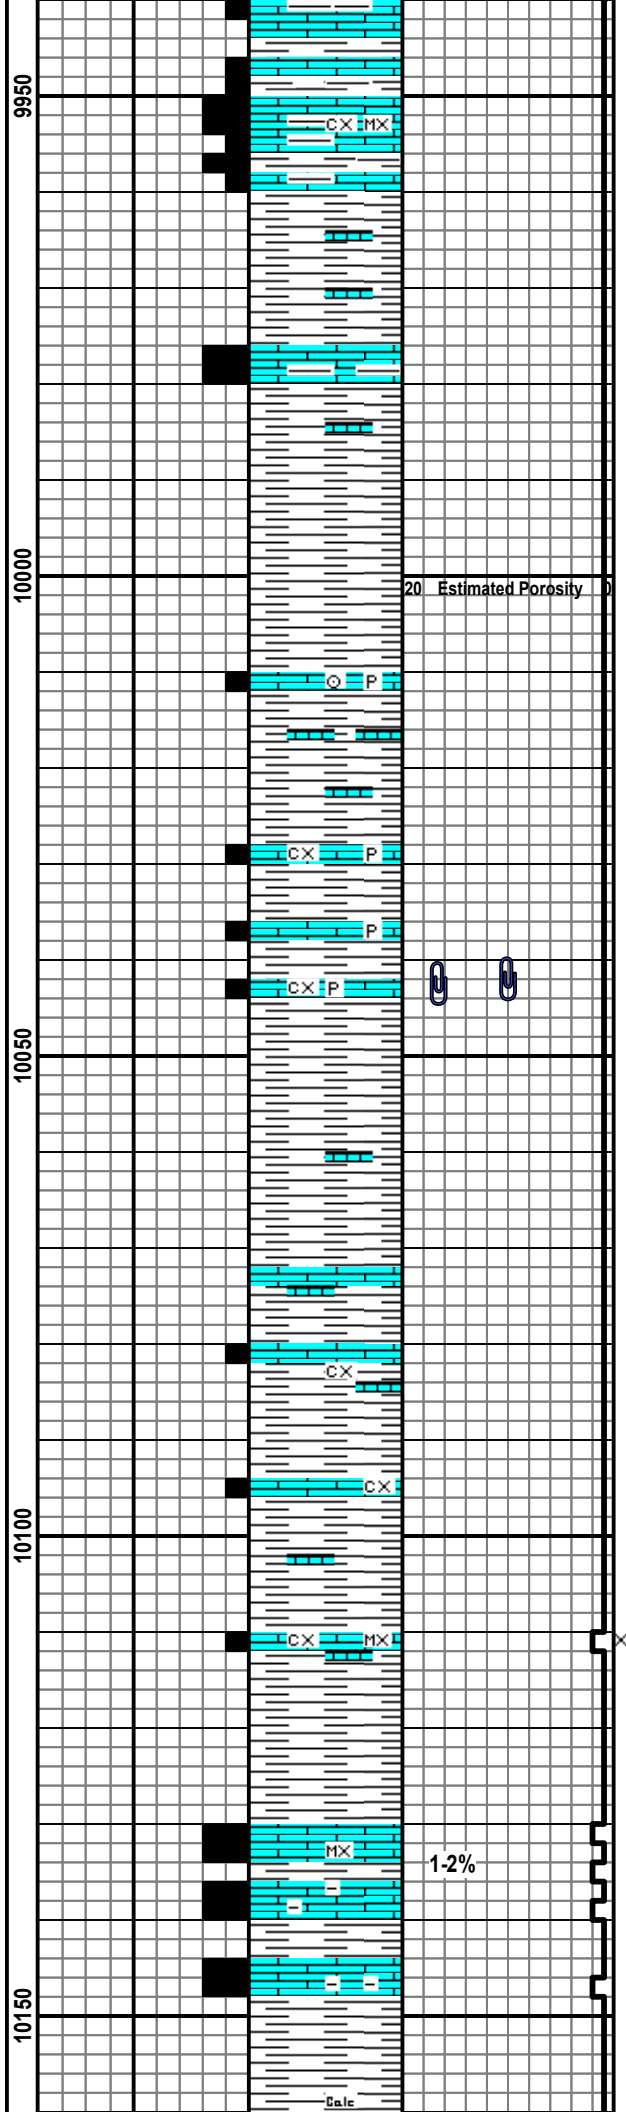 9950
CX MX
10000
20 Estimated Porosity 0
⊙ P
CX P
P
CX P
10050
CX
CX
10100
CX MX
X
MX
1-2%
10150
Calc